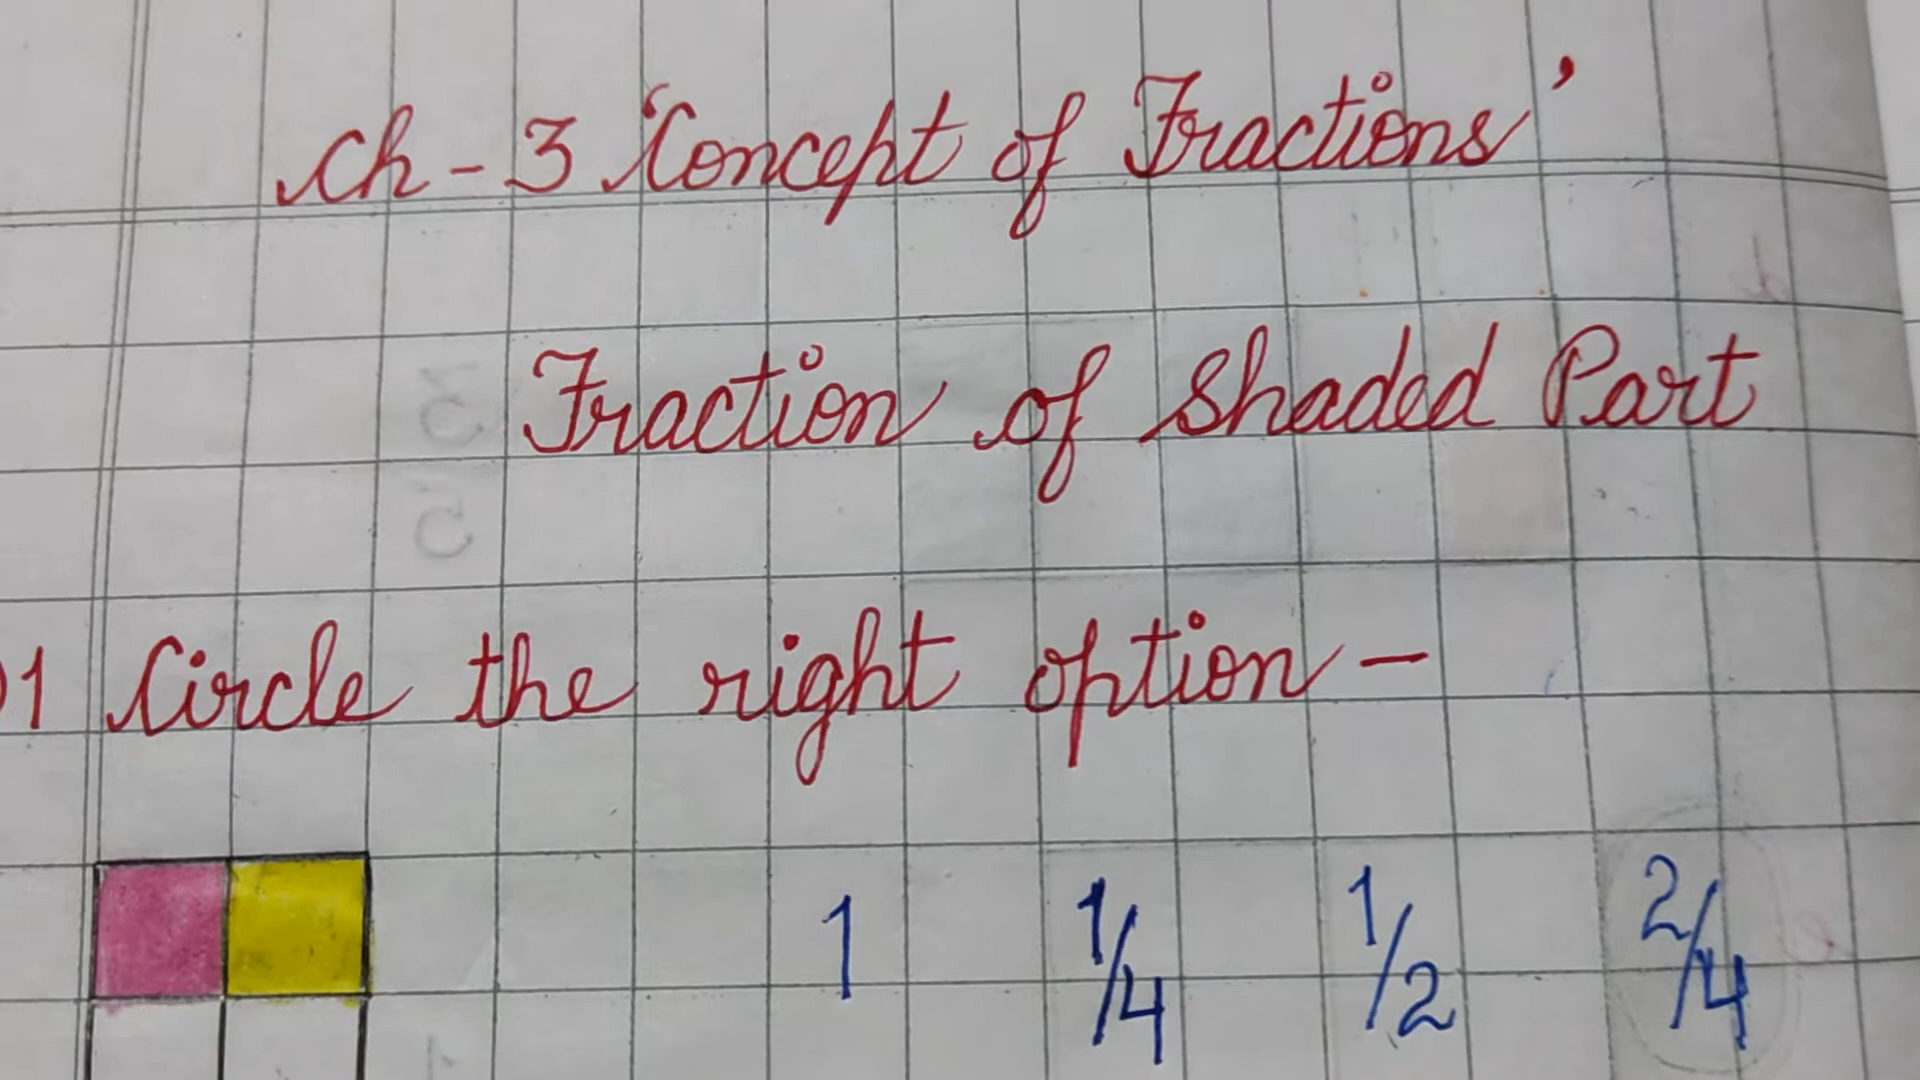 Ch - 3 'Concept of Fractions'
Fraction of Shaded Part
1 Circle the right option -
1 1/4 1/2 2/4